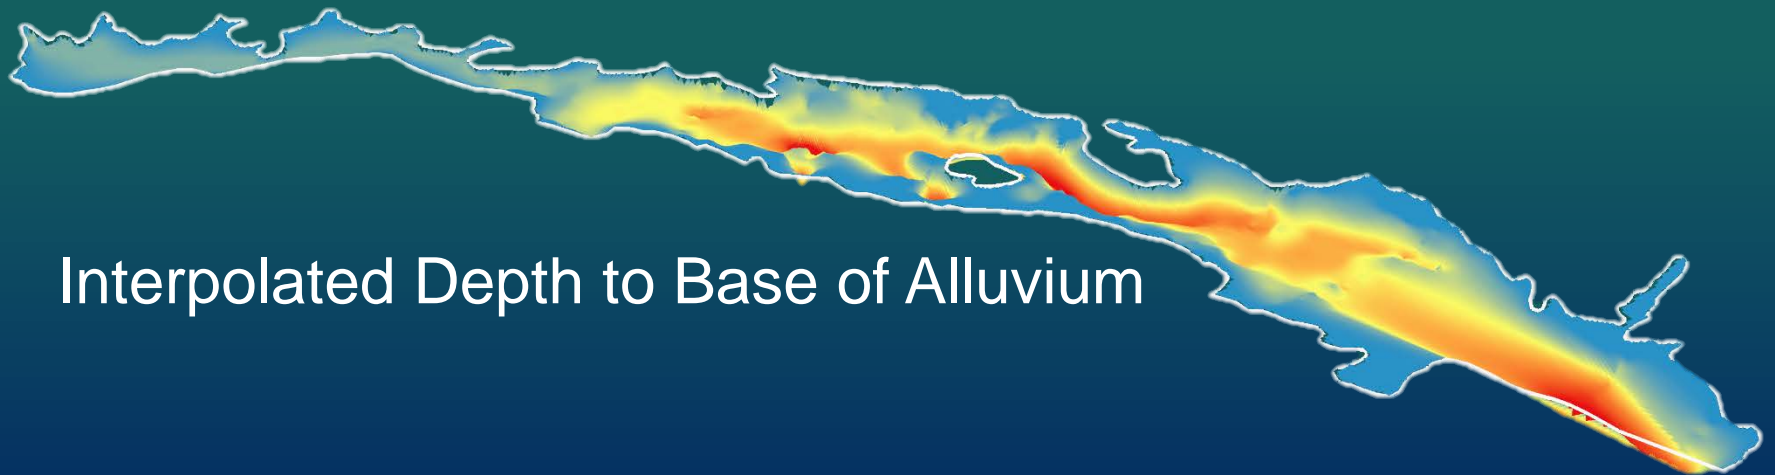 Interpolated Depth to Base of Alluvium